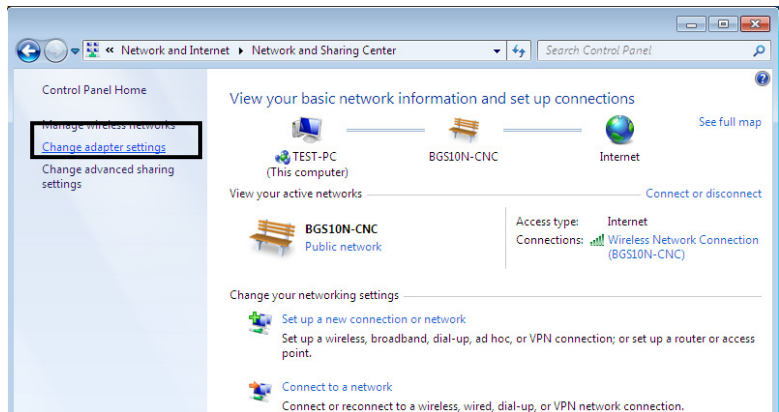 « Network and Internet ▸ Network and Sharing Center
Search Control Panel
Control Panel Home
Manage wireless networks
Change adapter settings
Change advanced sharing
settings
View your basic network information and set up connections
See full map
TEST-PC
(This computer)
BGS10N-CNC
Internet
View your active networks
Connect or disconnect
BGS10N-CNC
Public network
Access type: Internet
Connections: Wireless Network Connection
(BGS10N-CNC)
Change your networking settings
Set up a new connection or network
Set up a wireless, broadband, dial-up, ad hoc, or VPN connection; or set up a router or access
point.
Connect to a network
Connect or reconnect to a wireless, wired, dial-up, or VPN network connection.